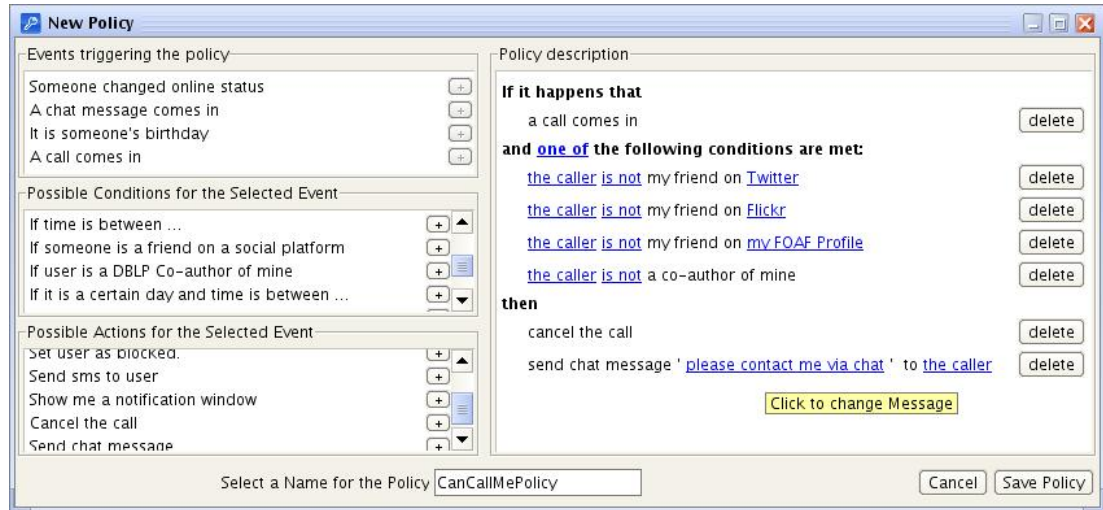 New Policy
Events triggering the policy
Someone changed online status
A chat message comes in
It is someone's birthday
A call comes in
Possible Conditions for the Selected Event
If time is between ...
If someone is a friend on a social platform
If user is a DBLP Co-author of mine
If it is a certain day and time is between ...
Possible Actions for the Selected Event
Set user as blocked.
Send sms to user
Show me a notification window
Cancel the call
Send chat message
Policy description
If it happens that
a call comes in delete
and one of the following conditions are met:
the caller is not my friend on Twitter delete
the caller is not my friend on Flickr delete
the caller is not my friend on my FOAF Profile delete
the caller is not a co-author of mine delete
then
cancel the call delete
send chat message ' please contact me via chat ' to the caller delete
Click to change Message
Select a Name for the Policy CanCallMePolicy Cancel Save Policy